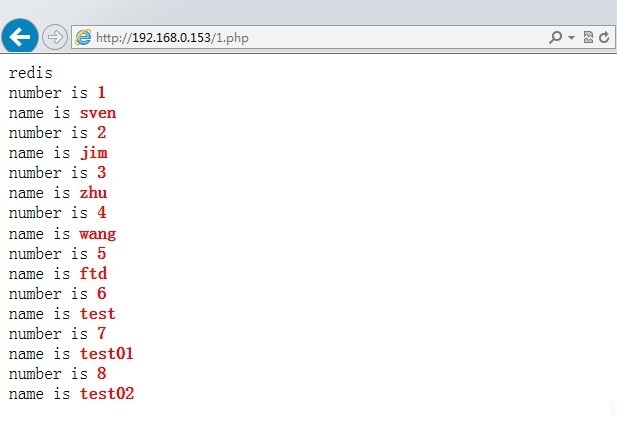 http://192.168.0.153/1.php
redis
number is 1
name is sven
number is 2
name is jim
number is 3
name is zhu
number is 4
name is wang
number is 5
name is ftd
number is 6
name is test
number is 7
name is test01
number is 8
name is test02